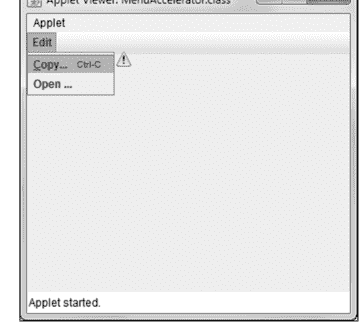 Applet Viewer: MenuAccelerator.class
Applet
Edit
Copy... Ctrl-C
Open ...
Applet started.